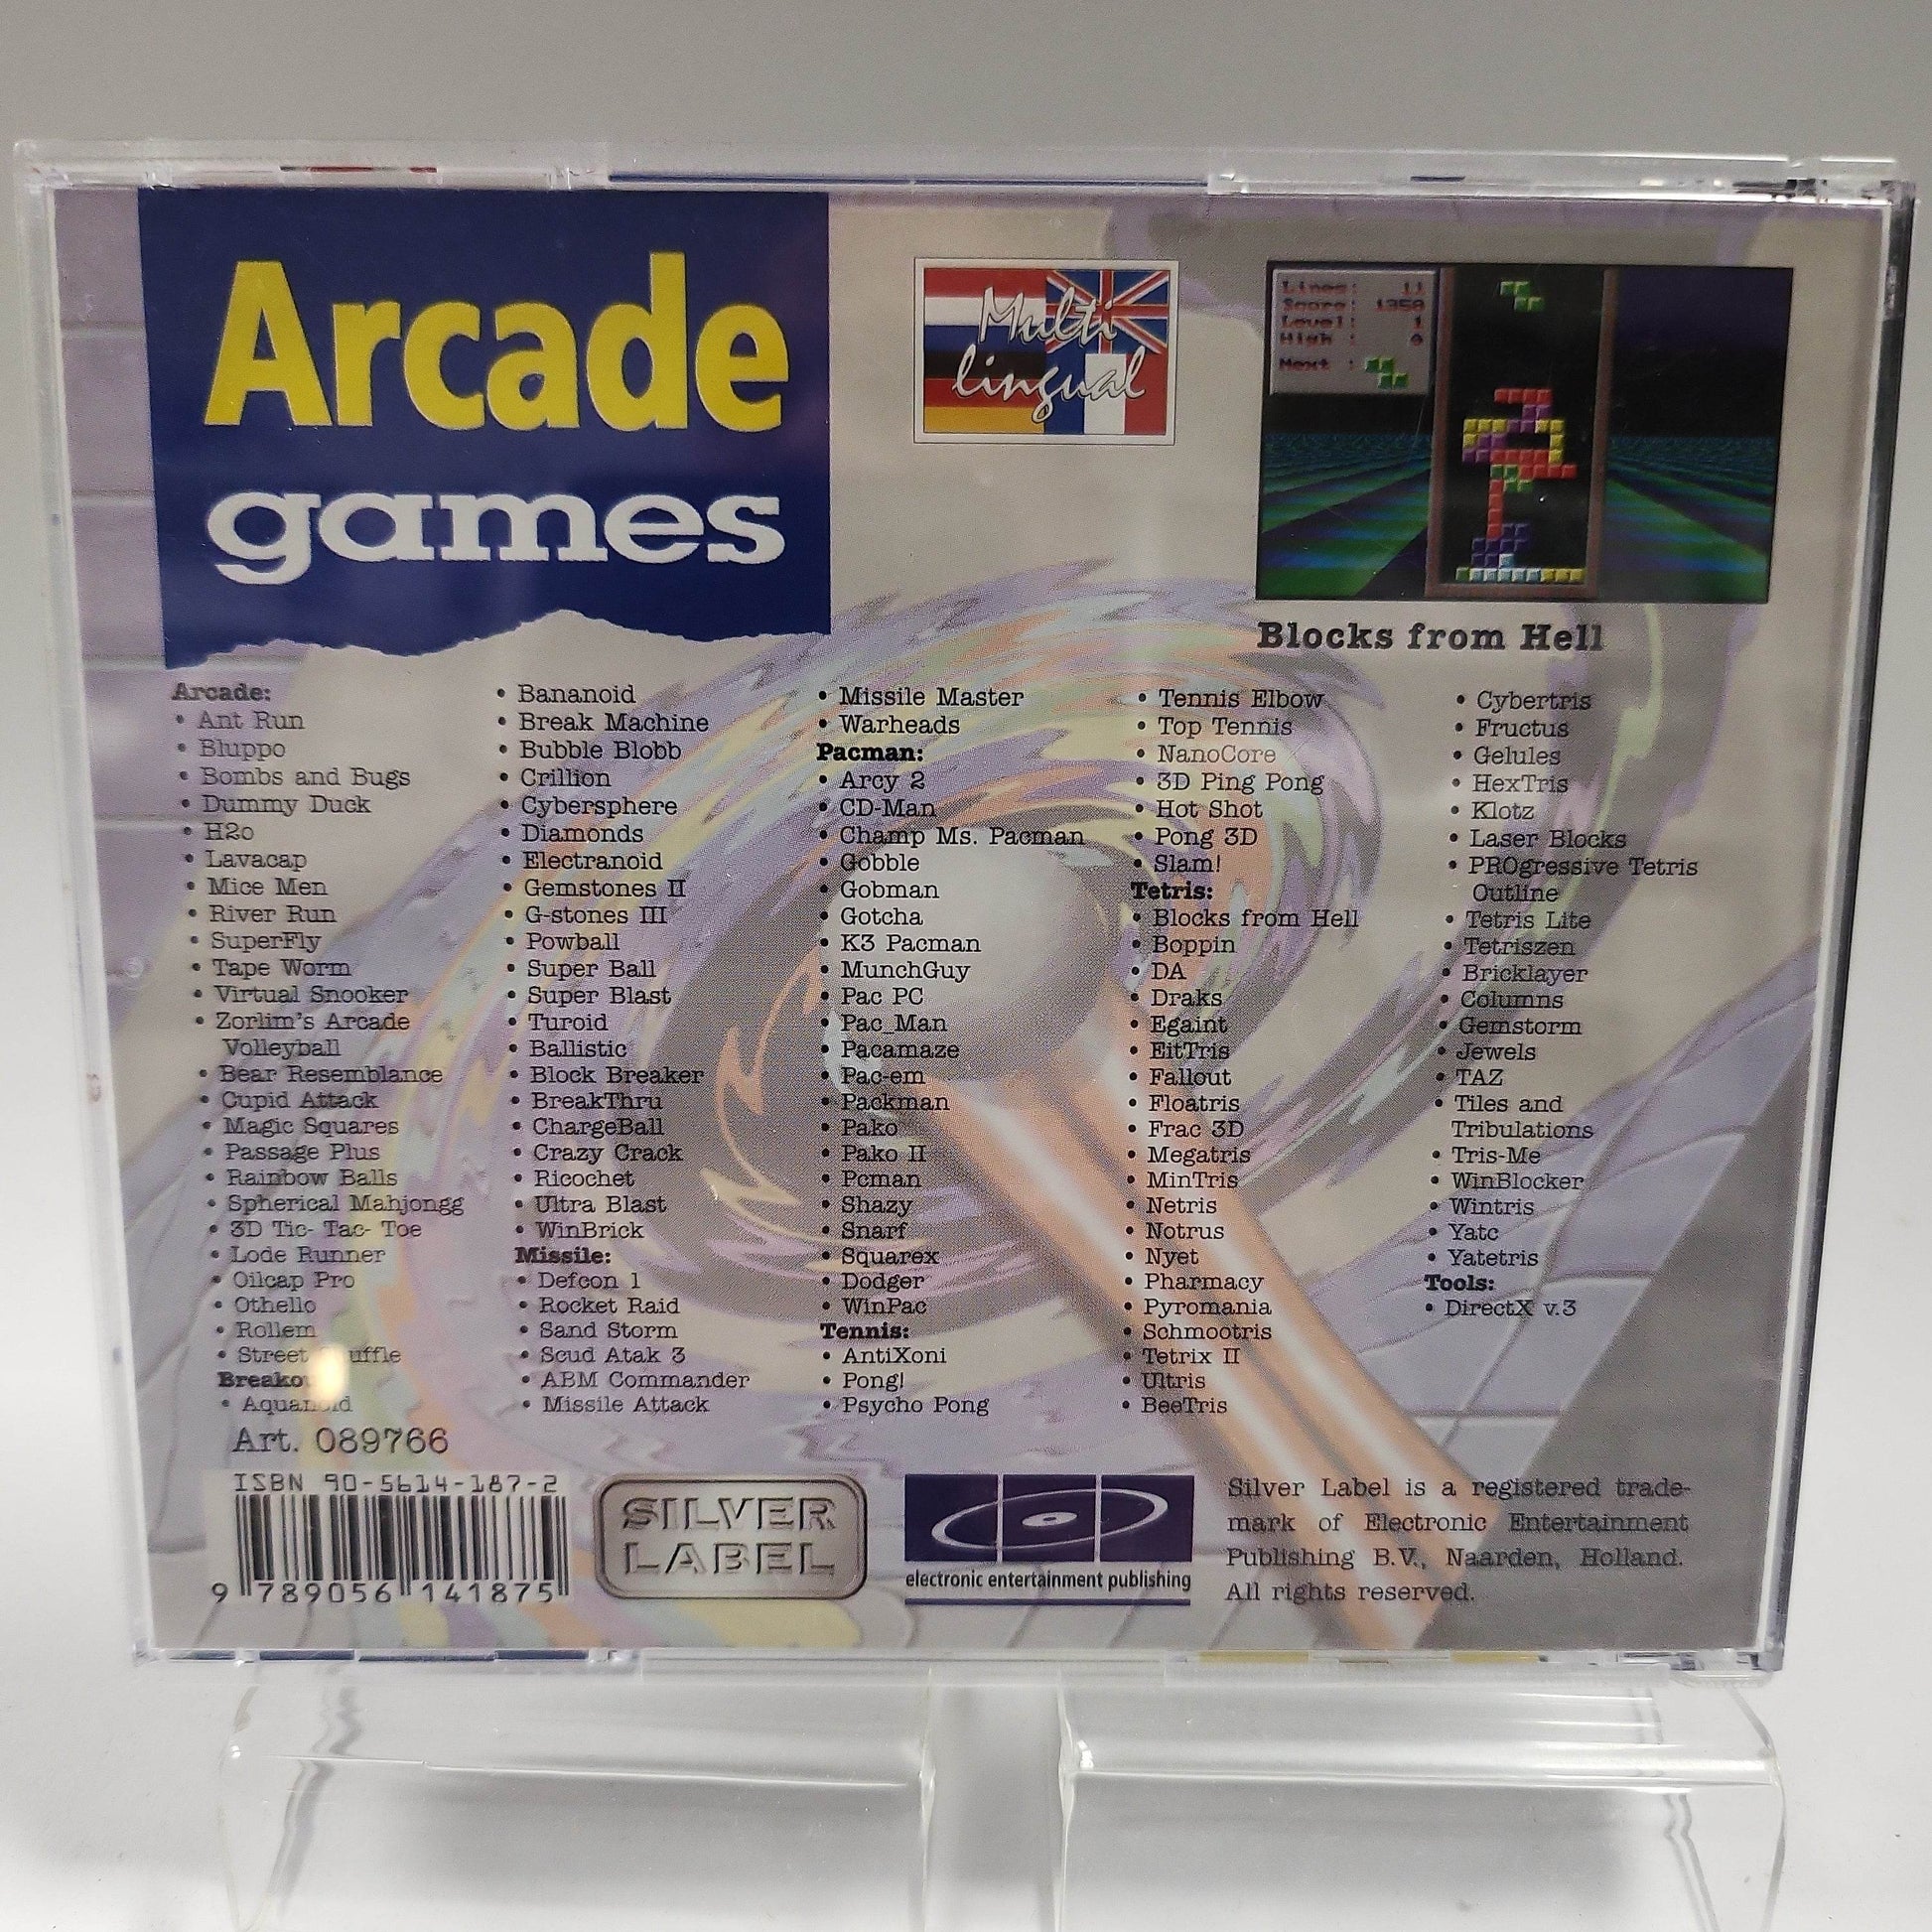 Arcade
games
Multi
lingual
Lines: 11
Score: 1358
Level: 1
High : 0
Next :
Blocks from Hell
Arcade:
• Ant Run
• Bluppo
• Bombs and Bugs
• Dummy Duck
• H2o
• Lavacap
• Mice Men
• River Run
• SuperFly
• Tape Worm
• Virtual Snooker
• Zorlim's Arcade
Volleyball
• Bear Resemblance
• Cupid Attack
• Magic Squares
• Passage Plus
• Rainbow Balls
• Spherical Mahjongg
• 3D Tic- Tac- Toe
• Lode Runner
• Oilcap Pro
• Othello
• Rollem
• Street
• Bananoid
• Break Machine
• Bubble Blobb
• Crillion
• Cybersphere
• Diamonds
• Electranoid
• Gemstones II
• G-stones III
• Powball
• Super Ball
• Super Blast
• Turoid
• Ballistic
• Block Breaker
• BreakThru
• ChargeBall
• Crazy Crack
• Ricochet
• Ultra Blast
• WinBrick
Missile:
• Defcon 1
• Rocket Raid
• Sand Storm
• Scud Atak 3
• ABM Commander
• Missile Attack
• Missile Master
• Warheads
Pacman:
• Arcy 2
• CD-Man
• Champ Ms. Pacman
• Gobble
• Gobman
• Gotcha
• K3 Pacman
• MunchGuy
• Pac PC
• Pac_Man
• Pacamaze
• Pac-em
• Packman
• Pako
• Pako II
• Pcman
• Shazy
• Snarf
• Squarex
• Dodger
• WinPac
Tennis:
• AntiXoni
• Pong!
• Psycho Pong
• Tennis Elbow
• Top Tennis
• NanoCore
• 3D Ping Pong
• Hot Shot
• Pong 3D
• Slam!
Tetris:
• Blocks from Hell
• Boppin
• DA
• Draks
• Egaint
• EitTris
• Fallout
• Floatris
• Frac 3D
• Megatris
• MinTris
• Netris
• Notrus
• Nyet
• Pharmacy
• Pyromania
• Schmootris
• Tetrix II
• Ultris
• BeeTris
• Cybertris
• Fructus
• Gelules
• HexTris
• Klotz
• Laser Blocks
• PROgressive Tetris
Outline
• Tetris Lite
• Tetriszen
• Bricklayer
• Columns
• Gemstorm
• Jewels
• TAZ
• Tiles and
Tribulations
• Tris-Me
• WinBlocker
• Wintris
• Yatc
• Yatetris
Tools:
• DirectX v.3
Art. 089766
ISBN 90-5614-187-2
9 789056 141875
SILVER
LABEL
electronic entertainment publishing
Silver Label is a registered trade-
mark of Electronic Entertainment
Publishing B.V., Naarden, Holland.
All rights reserved.